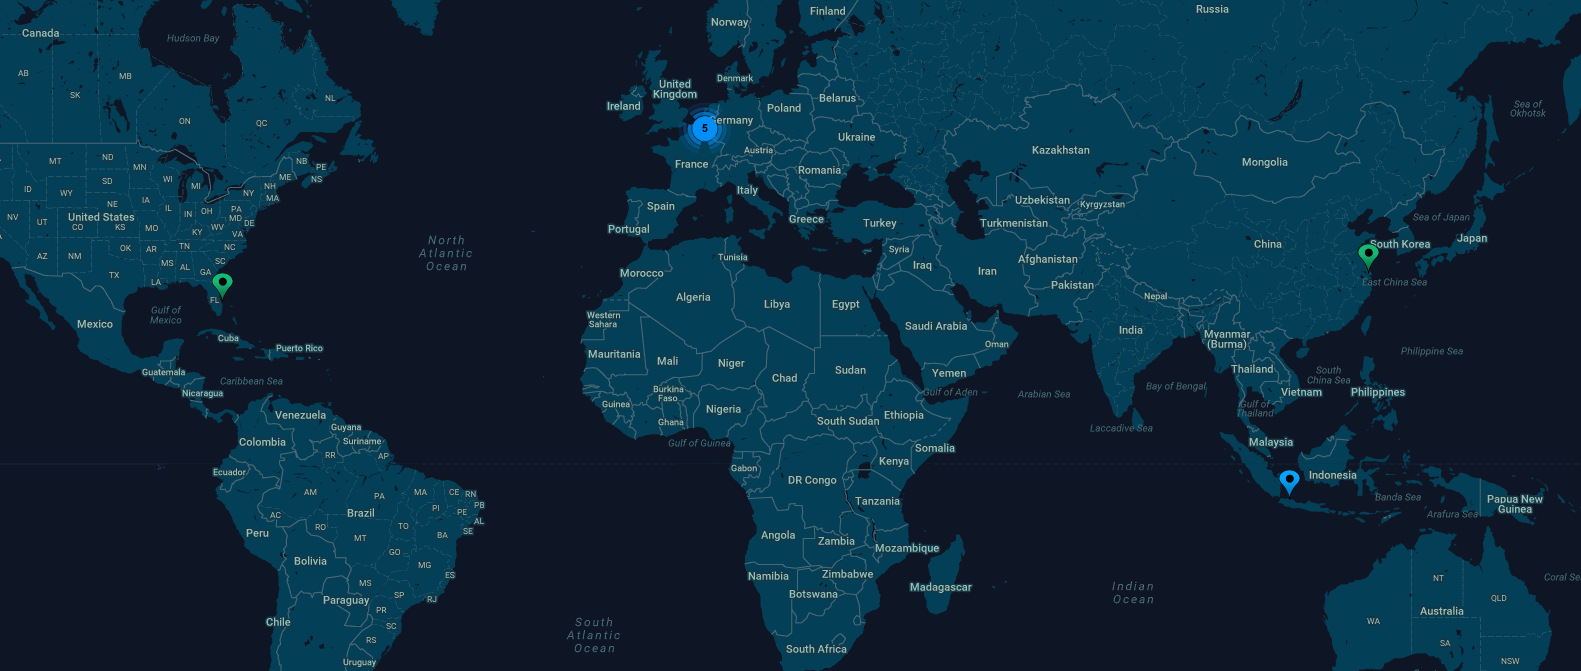 Canada
Hudson Bay
Norway
Finland
Russia
AB
MB
SK
NL
ON
QC
Denmark
United
Kingdom
Ireland
Poland
Belarus
Germany
5
Ukraine
Sea of
Okhotsk
Kazakhstan
Mongolia
Austria
France
Romania
Italy
Spain
Portugal
Greece
Turkey
Uzbekistan
Kyrgyzstan
Turkmenistan
Sea of Japan
South Korea
Japan
China
MT
ND
MN
NB
PE
ME
NS
ID
WY
SD
WI
MI
NH
NY
MA
NE
IA
IL
IN
OH
PA
MD
DE
NV
UT
United States
CO
KS
MO
KY
WV
VA
AZ
NM
OK
AR
TN
NC
MS
AL
SC
GA
TX
LA
FL
North
Atlantic
Ocean
Tunisia
Syria
Iraq
Iran
Afghanistan
Pakistan
Morocco
Algeria
Libya
Egypt
East China Sea
Nepal
Gulf of
Mexico
Mexico
Cuba
Puerto Rico
Western
Sahara
Saudi Arabia
Oman
India
Myanmar
(Burma)
Mauritania
Mali
Niger
Chad
Sudan
Yemen
Gulf of Aden
Arabian Sea
Bay of Bengal
Thailand
South
China Sea
Philippine Sea
Vietnam
Philippines
Guatemala
Caribbean Sea
Nicaragua
Burkina
Faso
Guinea
Ghana
Nigeria
South Sudan
Ethiopia
Gulf of
Thailand
Laccadive Sea
Venezuela
Guyana
Suriname
Colombia
Gulf of Guinea
Somalia
Malaysia
RR
AP
Ecuador
Gabon
DR Congo
Kenya
Indonesia
AM
PA
MA
CE
RN
PB
PI
PE
AL
SE
AC
RO
Brazil
TO
BA
Tanzania
Banda Sea
Arafura Sea
Papua New
Guinea
Peru
MT
GO
Angola
Zambia
Mozambique
Bolivia
MG
ES
MS
Namibia
Zimbabwe
Botswana
Madagascar
Indian
Ocean
NT
QLD
Paraguay
SP
RJ
PR
Chile
SC
RS
Uruguay
South
Atlantic
Ocean
South Africa
WA
Australia
SA
NSW
Coral Se